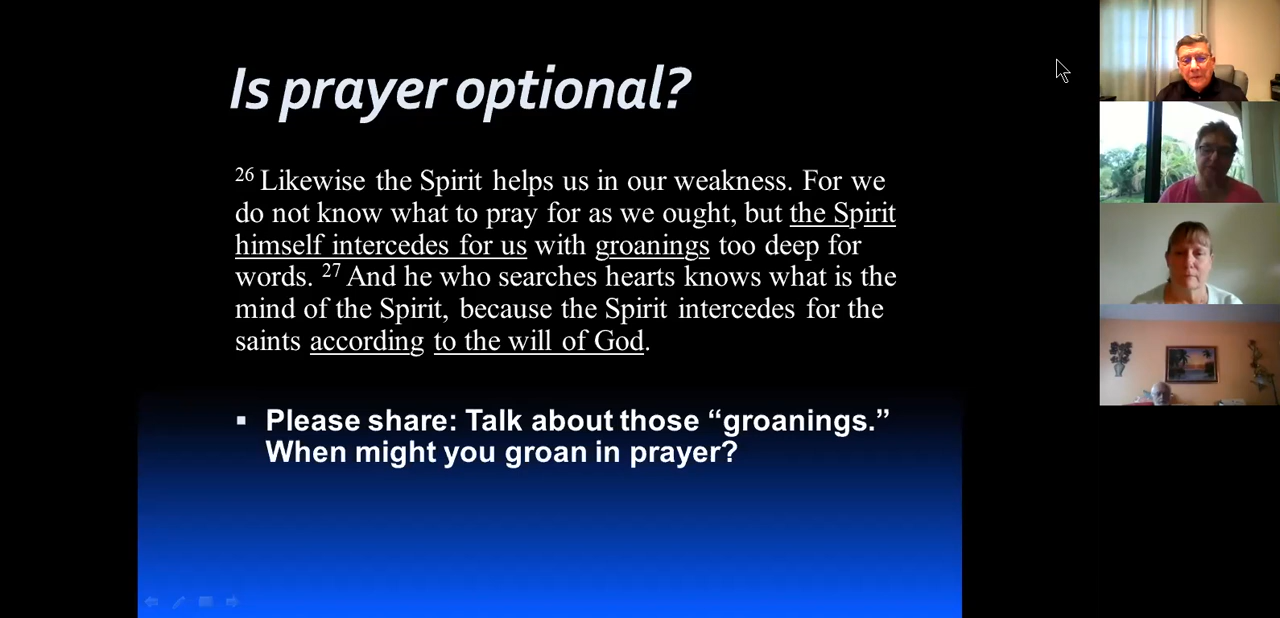 Is prayer optional?
26 Likewise the Spirit helps us in our weakness. For we
do not know what to pray for as we ought, but the Spirit
himself intercedes for us with groanings too deep for
words. 27 And he who searches hearts knows what is the
mind of the Spirit, because the Spirit intercedes for the
saints according to the will of God.
▪ Please share: Talk about those “groanings.”
When might you groan in prayer?